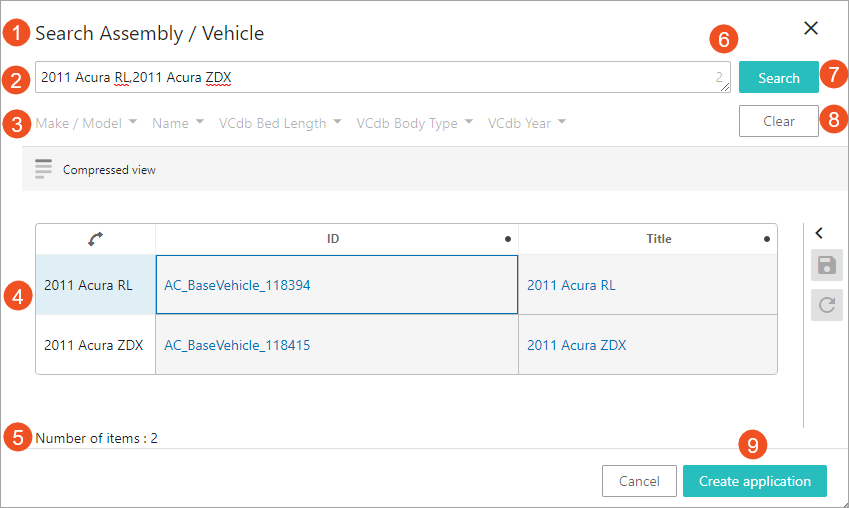 1 Search Assembly / Vehicle 6
2 2011 Acura RL,2011 Acura ZDX 2 Search 7
3 Make / Model Name VCdb Bed Length VCdb Body Type VCdb Year Clear 8
Compressed view
ID Title
4 2011 Acura RL AC_BaseVehicle_118394 2011 Acura RL
2011 Acura ZDX AC_BaseVehicle_118415 2011 Acura ZDX
5 Number of items : 2
9
Cancel Create application